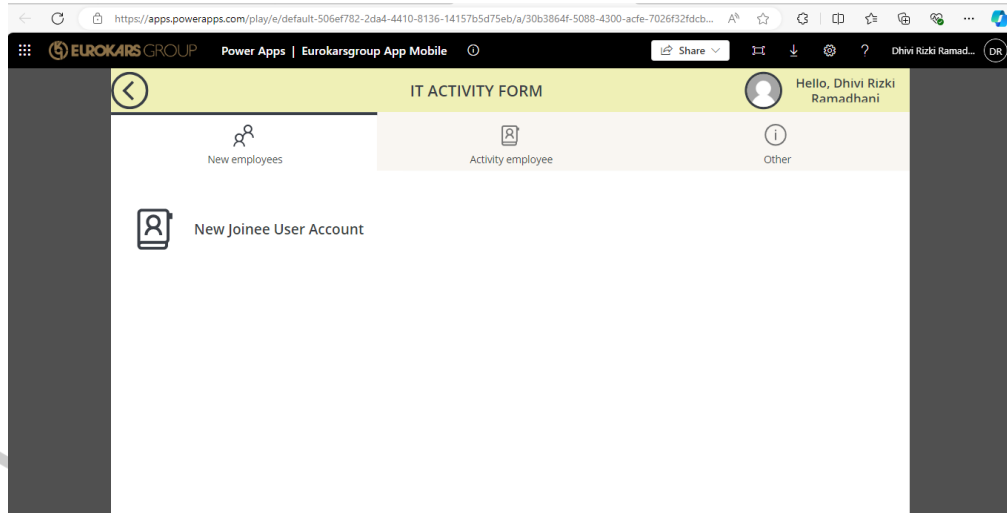 https://apps.powerapps.com/play/e/default-506ef782-2da4-4410-8136-14157b5d75eb/a/30b3864f-5088-4300-acfe-7026f32fdcb...
EUROKARS GROUP Power Apps | Eurokarsgroup App Mobile Share ? Dhivi Rizki Ramad... DR
IT ACTIVITY FORM
Hello, Dhivi Rizki
Ramadhani
New employees Activity employee Other
New Joinee User Account